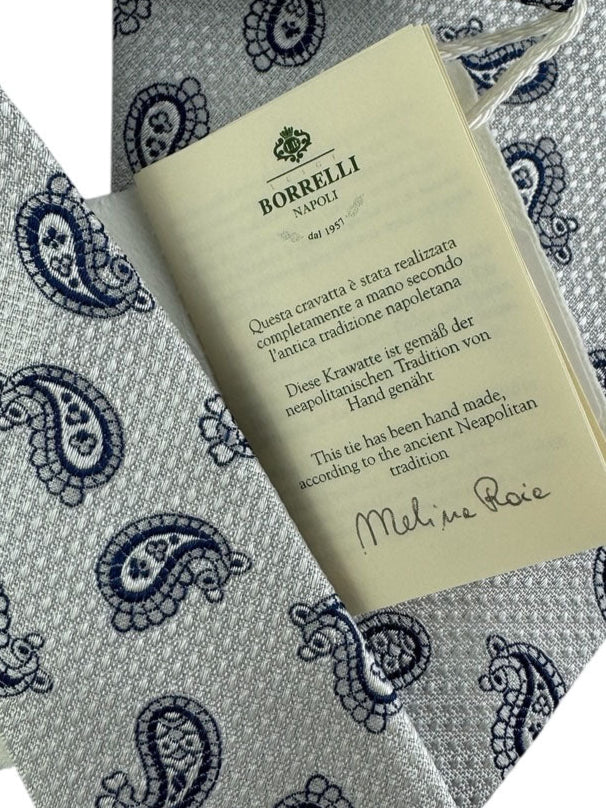 LUIGI
BORRELLI
NAPOLI
dal 1957
Questa cravatta è stata realizzata
completamente a mano secondo
l'antica tradizione napoletana
Diese Krawatte ist gemäß der
neapolitanischen Tradition von
Hand genäht
This tie has been hand made,
according to the ancient Neapolitan
tradition